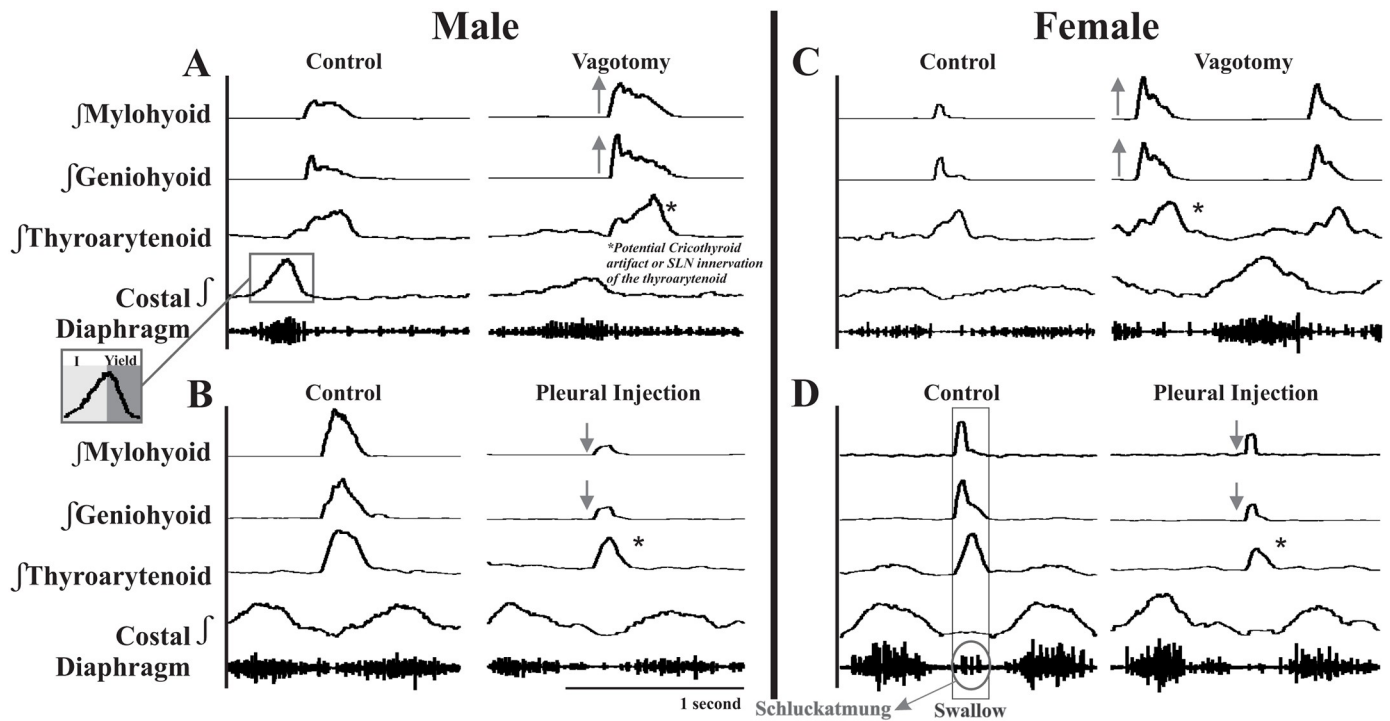 Male
Female
A
Control
Vagotomy
∫Mylohyoid
∫Geniohyoid
∫Thyroarytenoid
*
*Potential Cricothyroid
artifact or SLN innervation
of the thyroarytenoid
Costal ∫
Diaphragm
I Yield
C
Control
Vagotomy
*
B
Control
Pleural Injection
∫Mylohyoid
∫Geniohyoid
∫Thyroarytenoid
*
Costal ∫
Diaphragm
1 second
D
Control
Pleural Injection
*
Schluckatmung
Swallow